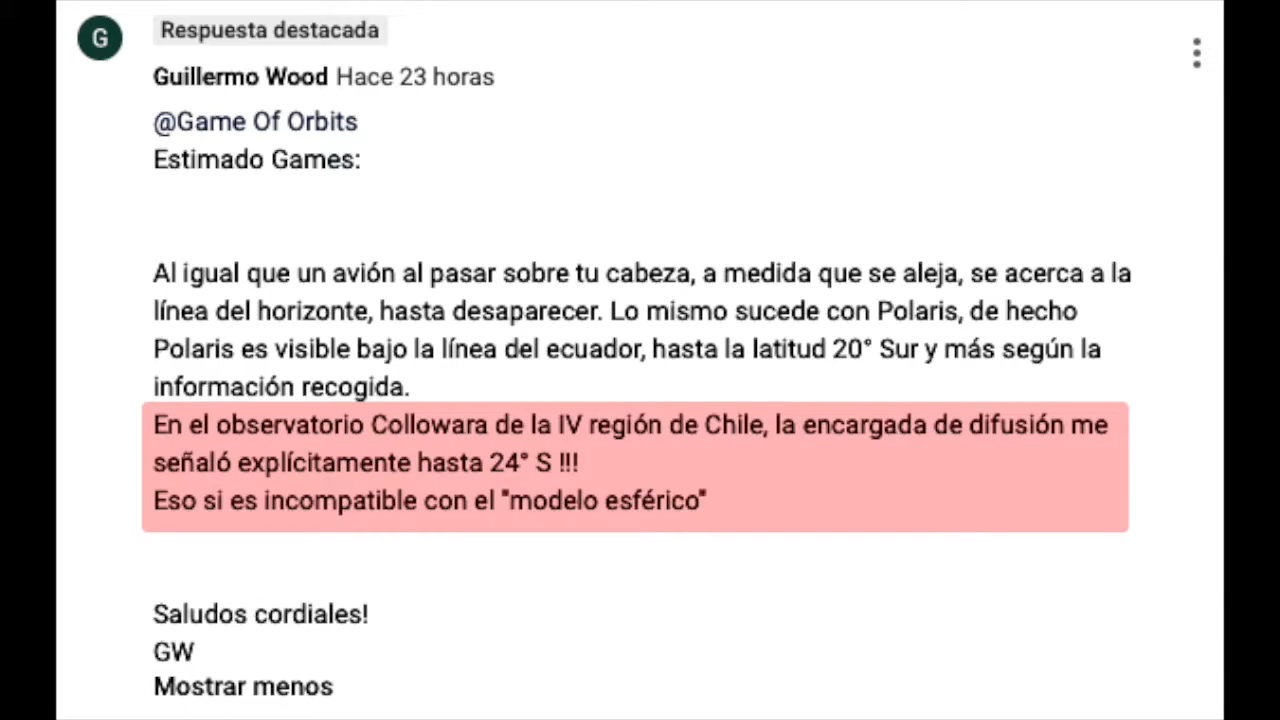 G
Respuesta destacada
Guillermo Wood Hace 23 horas
@Game Of Orbits
Estimado Games:
Al igual que un avión al pasar sobre tu cabeza, a medida que se aleja, se acerca a la
línea del horizonte, hasta desaparecer. Lo mismo sucede con Polaris, de hecho
Polaris es visible bajo la línea del ecuador, hasta la latitud 20° Sur y más según la
información recogida.
En el observatorio Collowara de la IV región de Chile, la encargada de difusión me
señaló explícitamente hasta 24° S !!!
Eso si es incompatible con el "modelo esférico"
Saludos cordiales!
GW
Mostrar menos